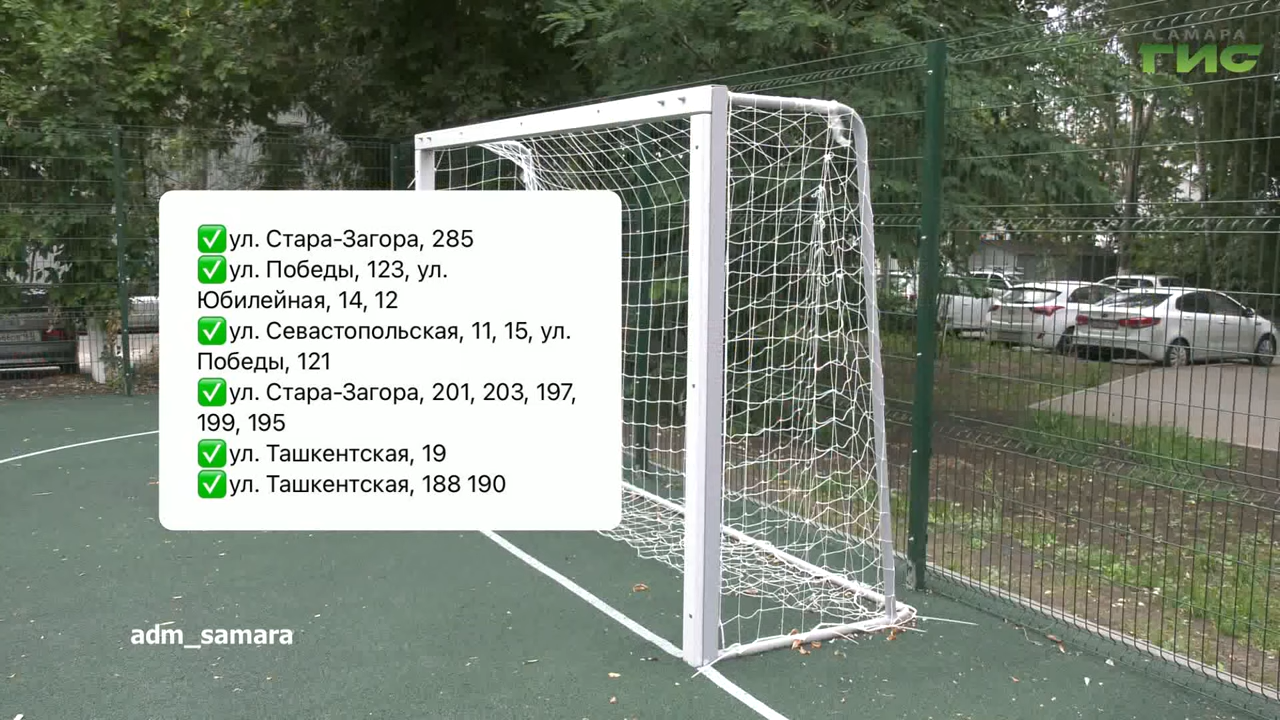 САМАРА
ГИС
✅ул. Стара-Загора, 285
✅ул. Победы, 123, ул.
Юбилейная, 14, 12
✅ул. Севастопольская, 11, 15, ул.
Победы, 121
✅ул. Стара-Загора, 201, 203, 197,
199, 195
✅ул. Ташкентская, 19
✅ул. Ташкентская, 188 190
adm_samara